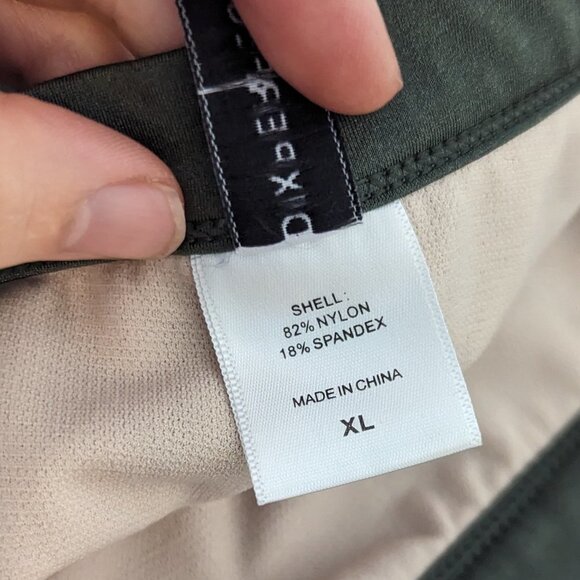 SHELL:
82% NYLON
18% SPANDEX
MADE IN CHINA
XL